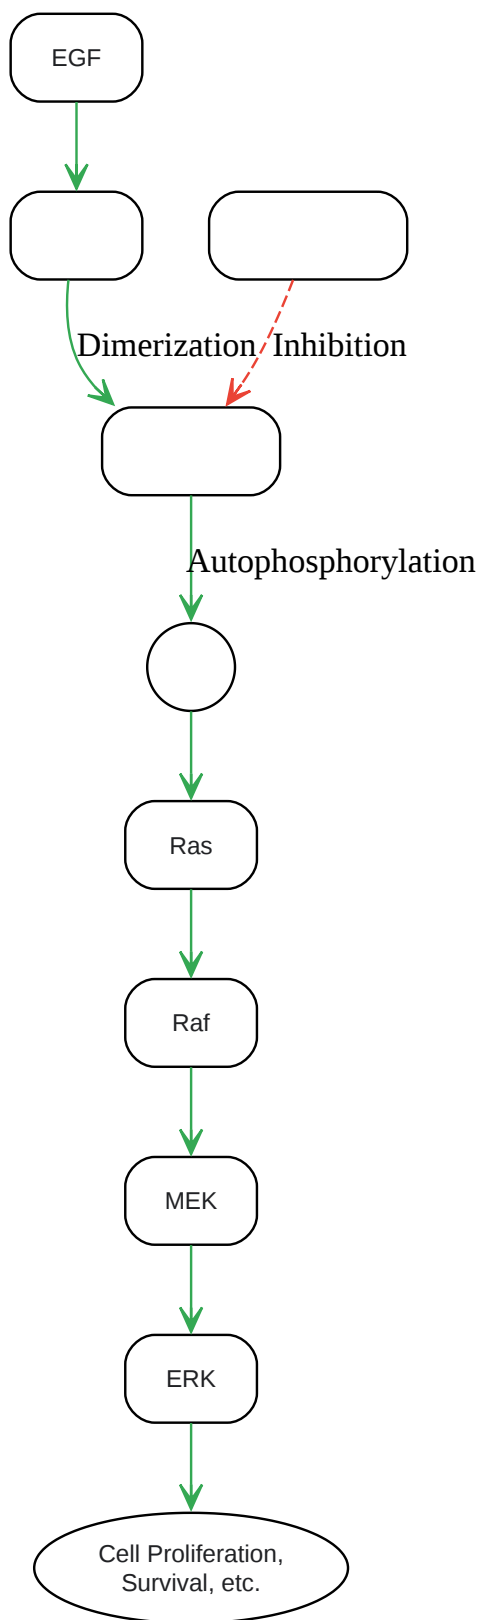 EGF
Dimerization
Inhibition
Autophosphorylation
Ras
Raf
MEK
ERK
Cell Proliferation,
Survival, etc.